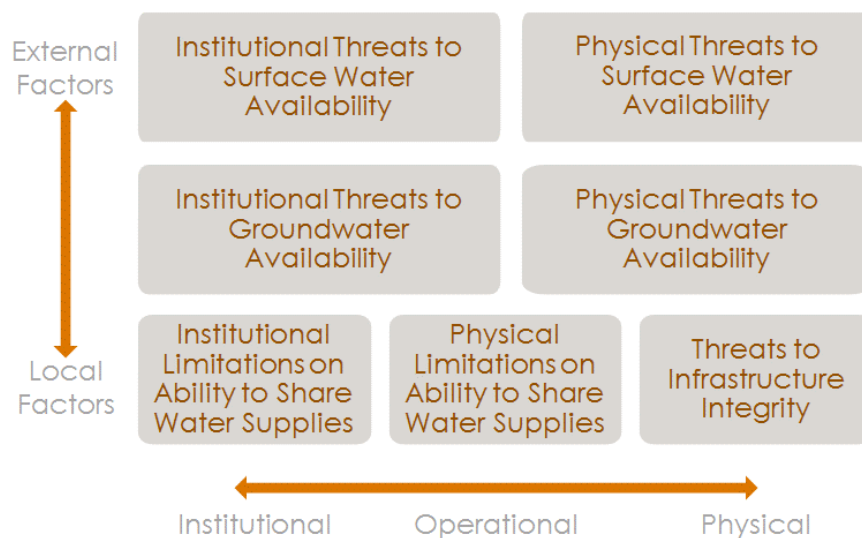 External
Factors
Institutional Threats to
Surface Water
Availability
Physical Threats to
Surface Water
Availability
Institutional Threats to
Groundwater
Availability
Physical Threats to
Groundwater
Availability
Local
Factors
Institutional
Limitations on
Ability to Share
Water Supplies
Physical
Limitations on
Ability to Share
Water Supplies
Threats to
Infrastructure
Integrity
Institutional
Operational
Physical